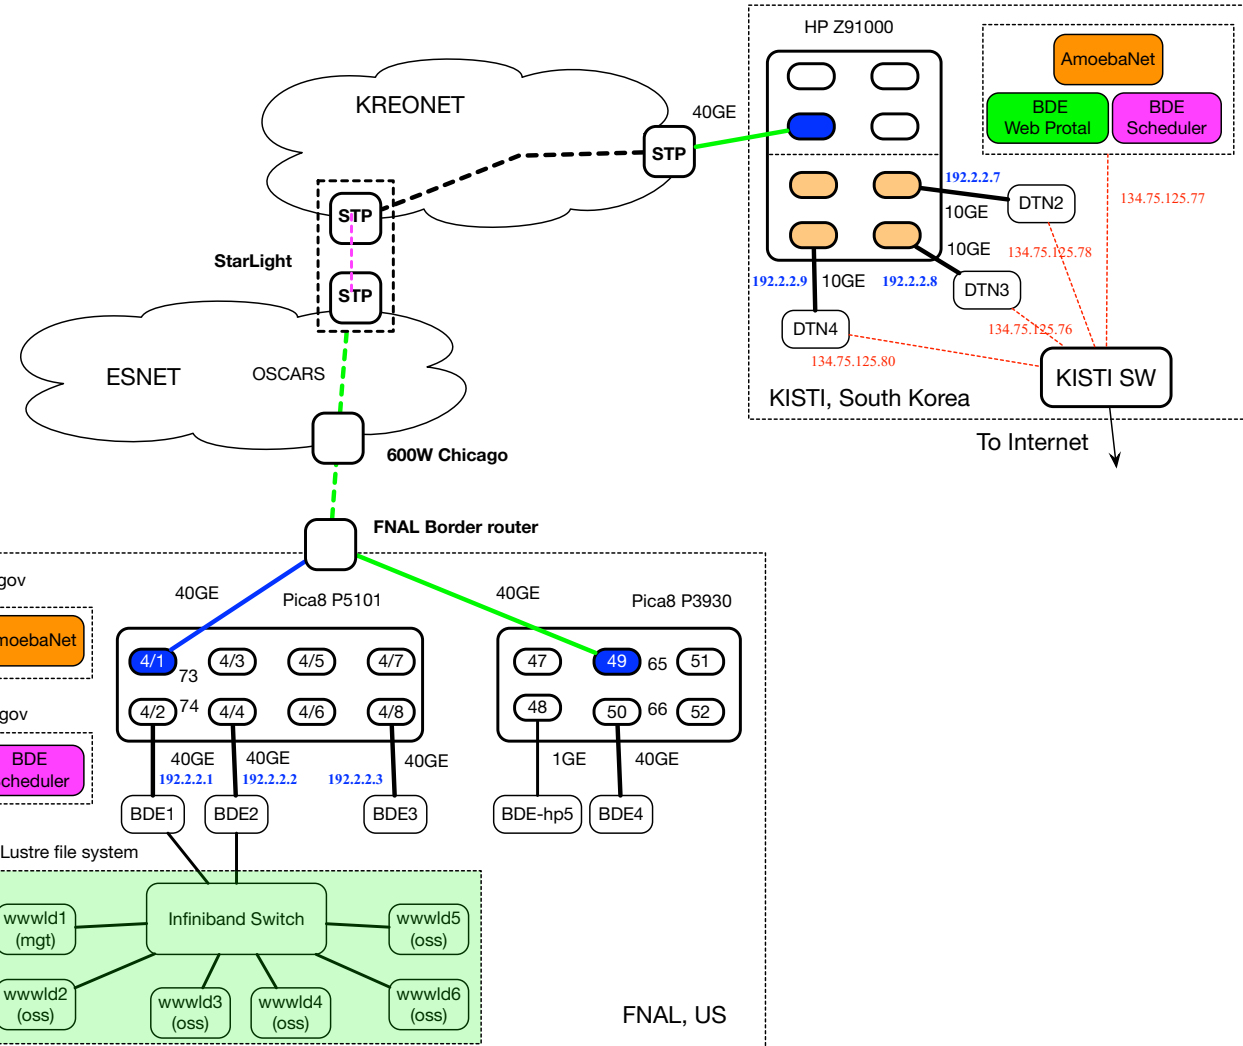 HP Z91000
AmoebaNet
BDE
Web Protal
BDE
Scheduler
KREONET
40GE
STP
STP
STP
StarLight
192.2.2.7
10GE
DTN2
134.75.125.77
10GE
134.75.125.78
192.2.2.9
10GE
192.2.2.8
DTN3
DTN4
134.75.125.76
134.75.125.80
KISTI SW
KISTI, South Korea
To Internet
ESNET
OSCARS
600W Chicago
FNAL Border router
gov
40GE
Pica8 P5101
40GE
Pica8 P3930
moebaNet
4/1
73
4/3
4/5
4/7
47
49
65
51
gov
4/2
74
4/4
4/6
4/8
48
50
66
52
BDE
cheduler
40GE
192.2.2.1
40GE
192.2.2.2
192.2.2.3
40GE
1GE
40GE
BDE1
BDE2
BDE3
BDE-hp5
BDE4
Lustre file system
wwwld1
(mgt)
Infiniband Switch
wwwld5
(oss)
wwwld2
(oss)
wwwld3
(oss)
wwwld4
(oss)
wwwld6
(oss)
FNAL, US